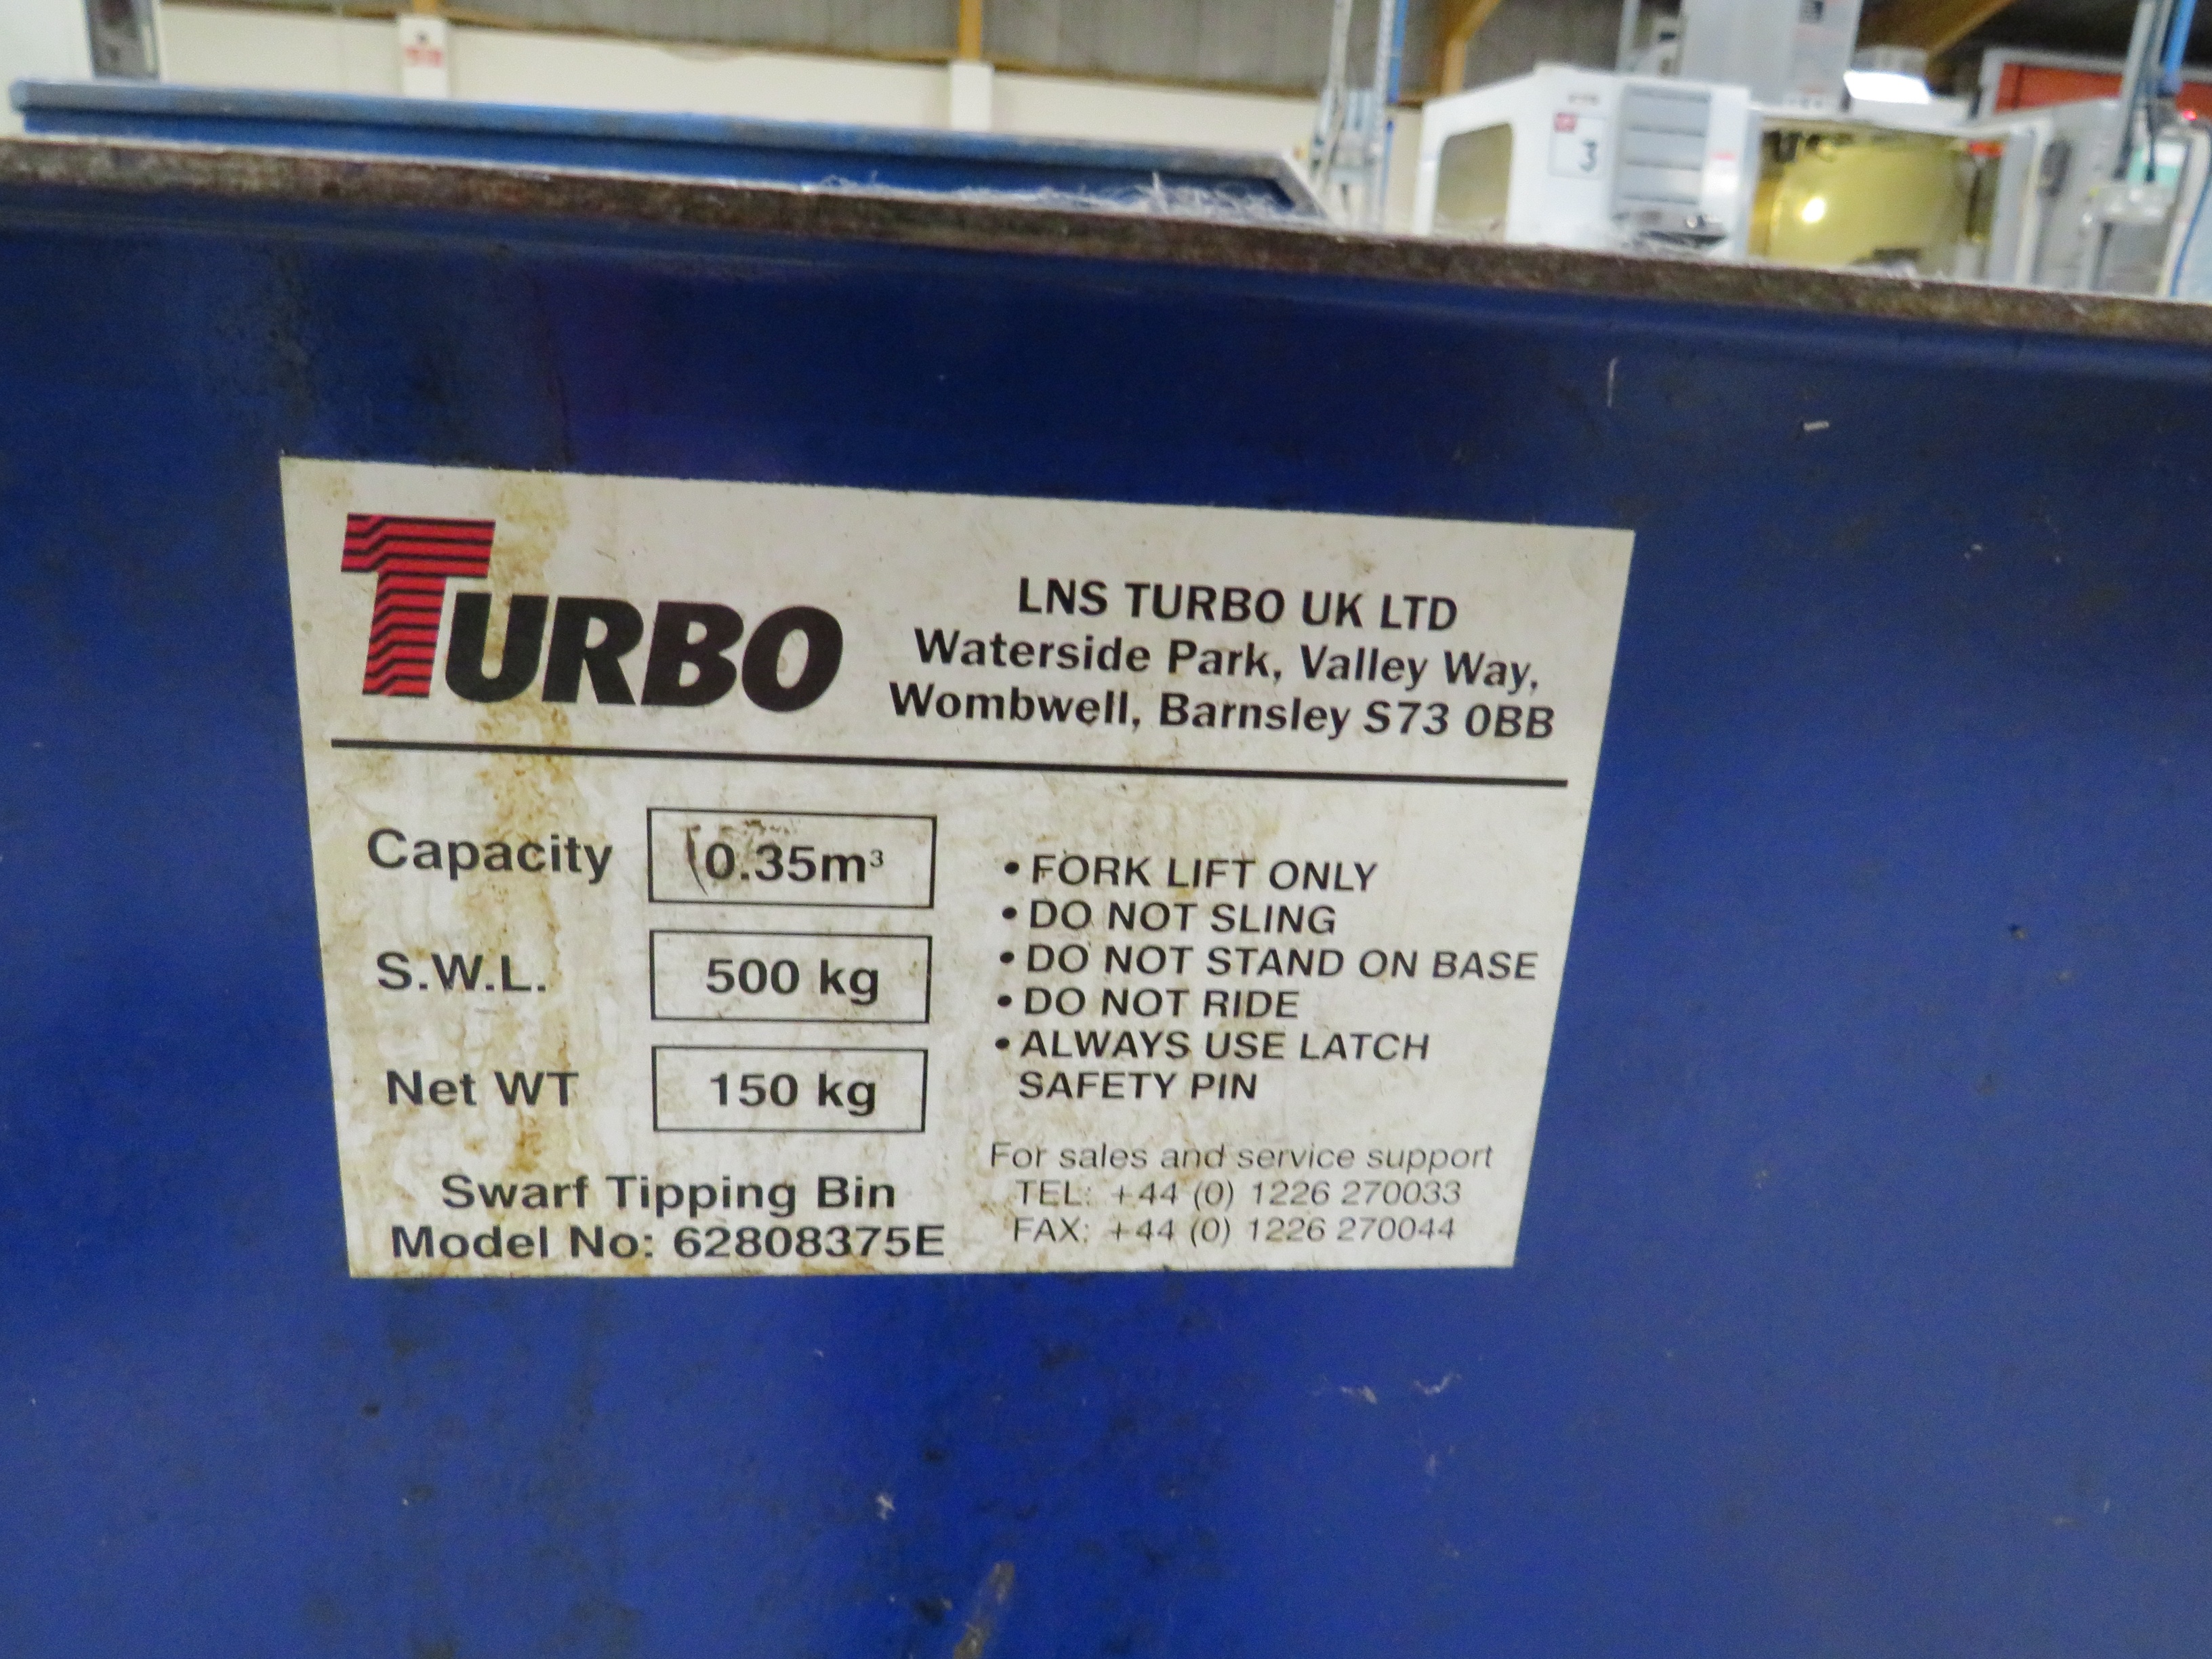 3
TURBO
LNS TURBO UK LTD
Waterside Park, Valley Way,
Wombwell, Barnsley S73 0BB
Capacity 0.35m³
S.W.L. 500 kg
Net WT 150 kg
Swarf Tipping Bin
Model No: 62808375E
• FORK LIFT ONLY
• DO NOT SLING
• DO NOT STAND ON BASE
• DO NOT RIDE
• ALWAYS USE LATCH
SAFETY PIN
For sales and service support
TEL: +44 (0) 1226 270033
FAX: +44 (0) 1226 270044